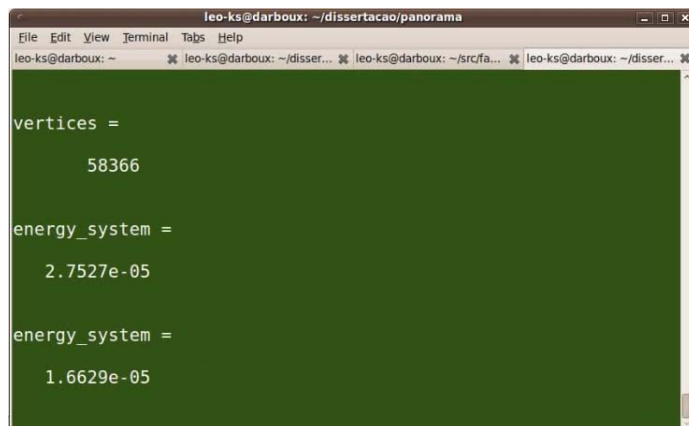 leo-ks@darboux: ~/dissertacao/panorama
File Edit View Terminal Tabs Help
leo-ks@darboux: ~ leo-ks@darboux: ~/disser... leo-ks@darboux: ~/src/fa... leo-ks@darboux: ~/disser...
vertices =
58366
energy_system =
2.7527e-05
energy_system =
1.6629e-05